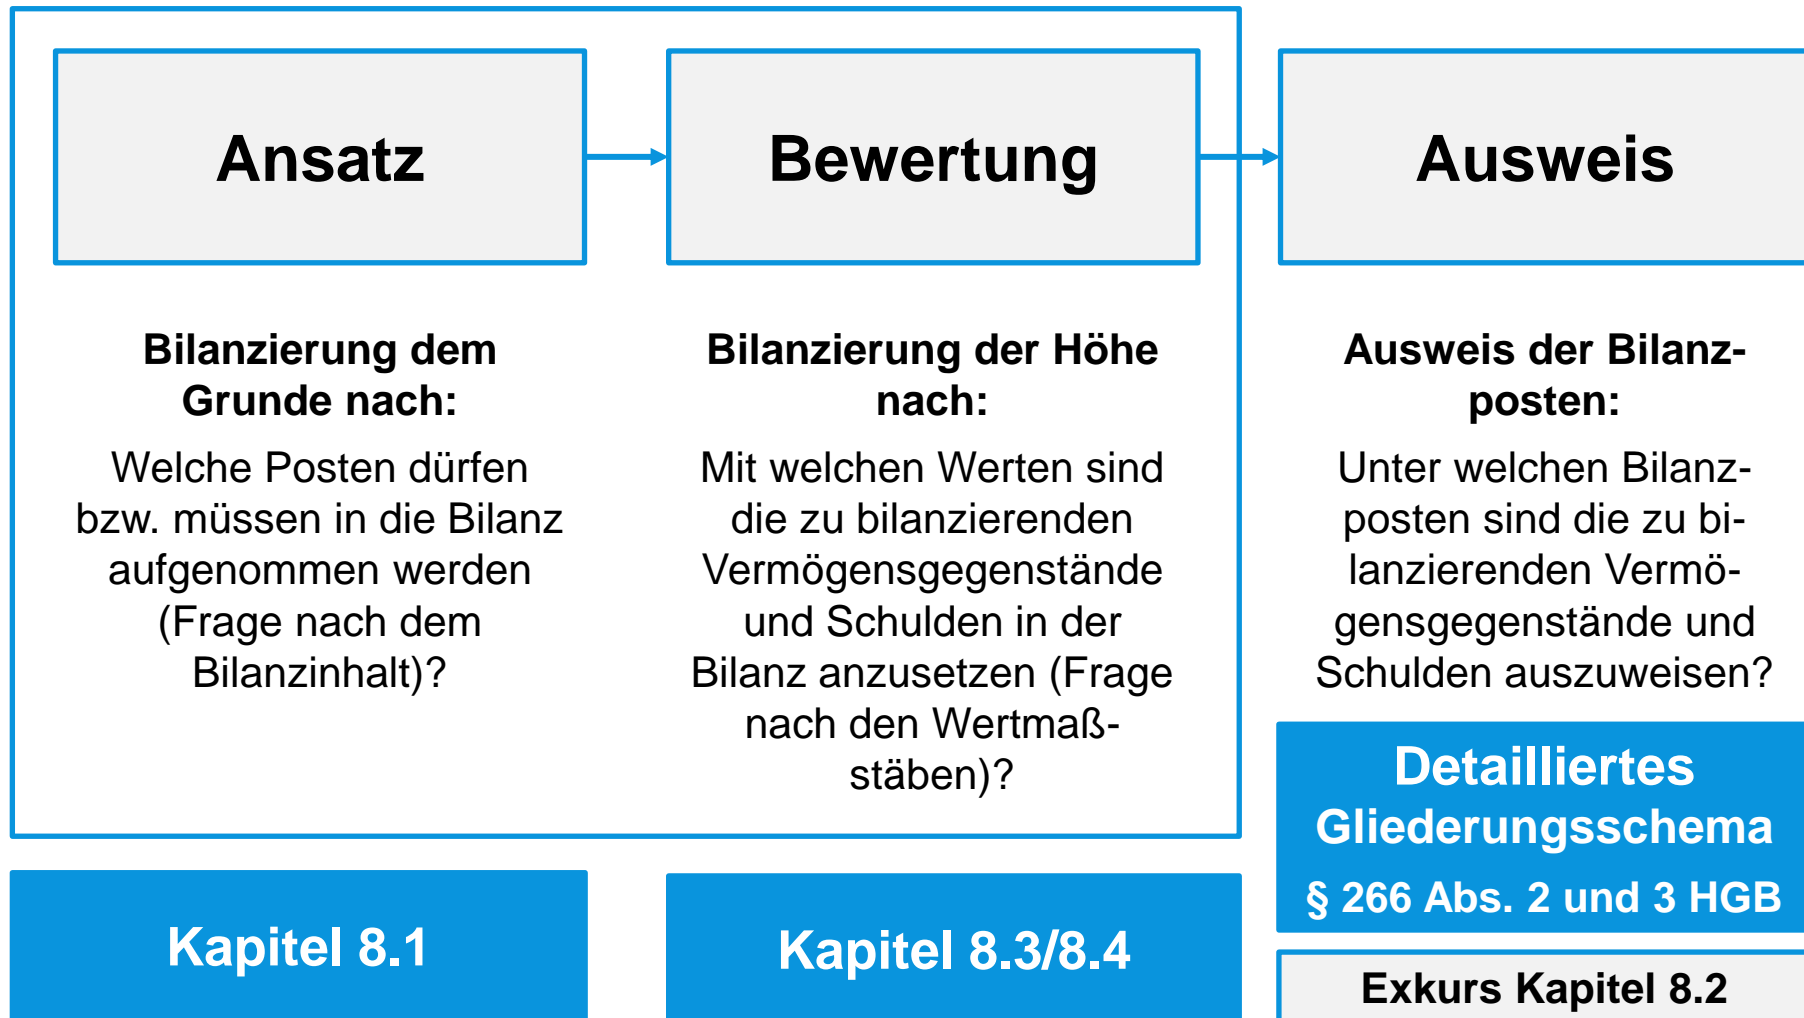 Ansatz
Bewertung
Ausweis
Bilanzierung dem
Grunde nach:
Welche Posten dürfen
bzw. müssen in die Bilanz
aufgenommen werden
(Frage nach dem
Bilanzinhalt)?
Bilanzierung der Höhe
nach:
Mit welchen Werten sind
die zu bilanzierenden
Vermögensgegenstände
und Schulden in der
Bilanz anzusetzen (Frage
nach den Wertmaß-
stäben)?
Ausweis der Bilanz-
posten:
Unter welchen Bilanz-
posten sind die zu bi-
lanzierenden Vermö-
gensgegenstände und
Schulden auszuweisen?
Detailliertes
Gliederungsschema
§ 266 Abs. 2 und 3 HGB
Kapitel 8.1
Kapitel 8.3/8.4
Exkurs Kapitel 8.2